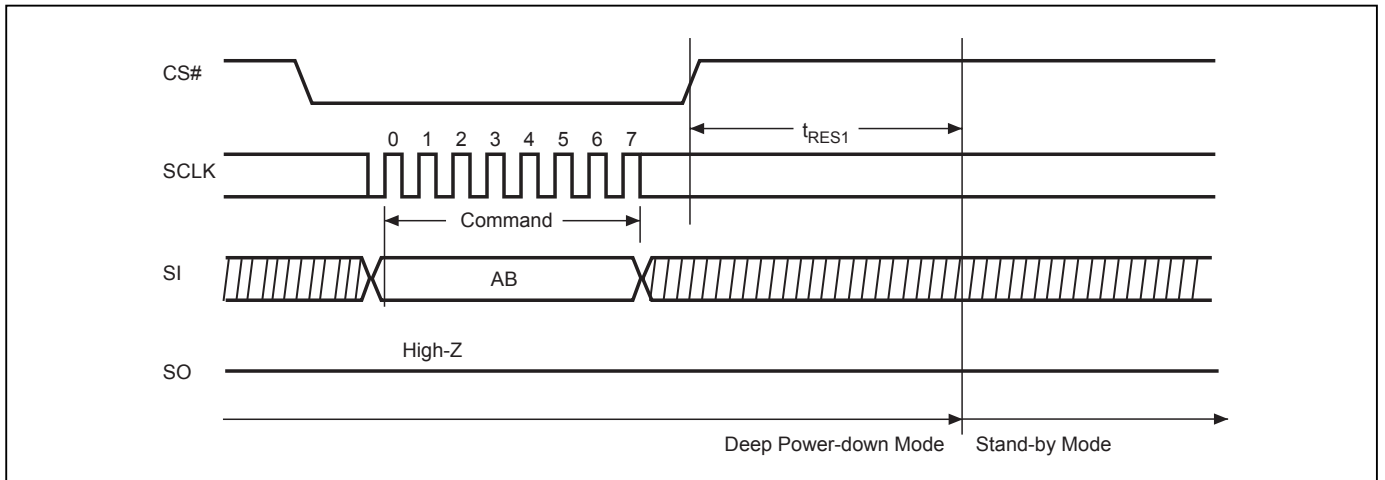 CS#
tRES1
0 1 2 3 4 5 6 7
SCLK
Command
SI
AB
High-Z
SO
Deep Power-down Mode Stand-by Mode